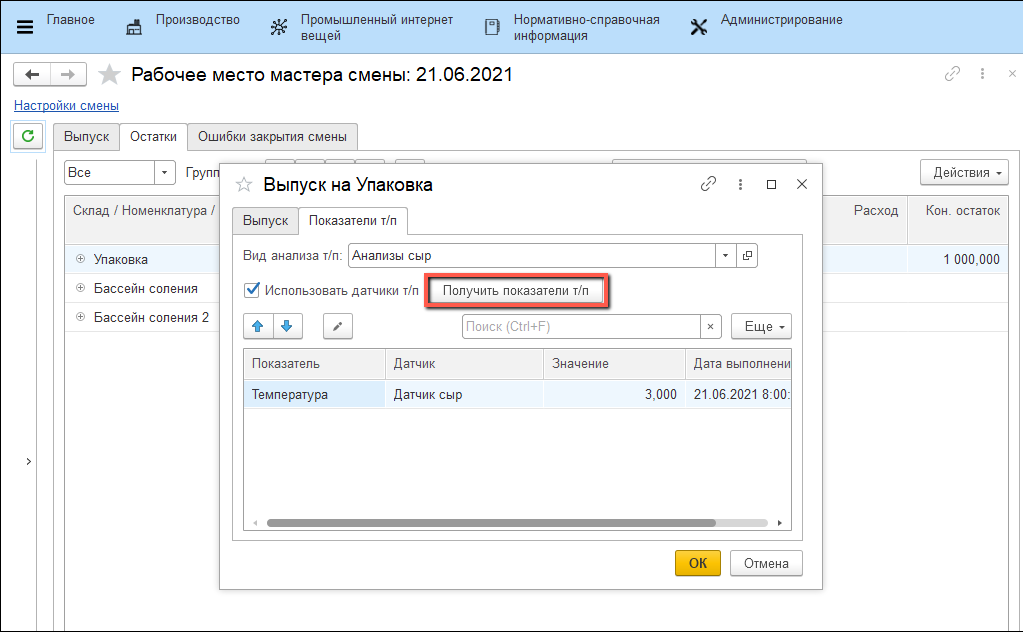 Главное
Производство
Промышленный интернет
вещей
Нормативно-справочная
информация
Администрирование
Рабочее место мастера смены: 21.06.2021
Настройки смены
Выпуск
Остатки
Ошибки закрытия смены
Все
Групп
Действия
Склад / Номенклатура /
Расход
Кон. остаток
Упаковка
1 000,000
Бассейн соления
Бассейн соления 2
Выпуск на Упаковка
Выпуск
Показатели т/п
Вид анализа т/п:
Анализы сыр
Использовать датчики т/п
Получить показатели т/п
Поиск (Ctrl+F)
×
Еще
Показатель
Датчик
Значение
Дата выполнени
Температура
Датчик сыр
3,000
21.06.2021 8:00:
ОК
Отмена